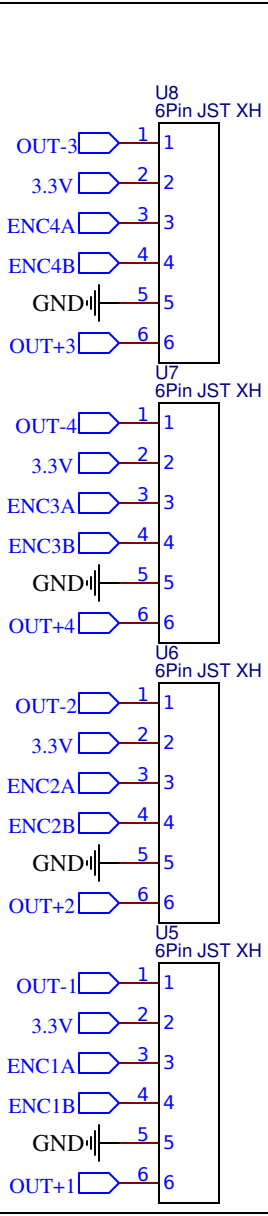 U8
6Pin JST XH
OUT-3 1 1
3.3V 2 2
ENC4A 3 3
ENC4B 4 4
GND 5 5
OUT+3 6 6
U7
6Pin JST XH
OUT-4 1 1
3.3V 2 2
ENC3A 3 3
ENC3B 4 4
GND 5 5
OUT+4 6 6
U6
6Pin JST XH
OUT-2 1 1
3.3V 2 2
ENC2A 3 3
ENC2B 4 4
GND 5 5
OUT+2 6 6
U5
6Pin JST XH
OUT-1 1 1
3.3V 2 2
ENC1A 3 3
ENC1B 4 4
GND 5 5
OUT+1 6 6